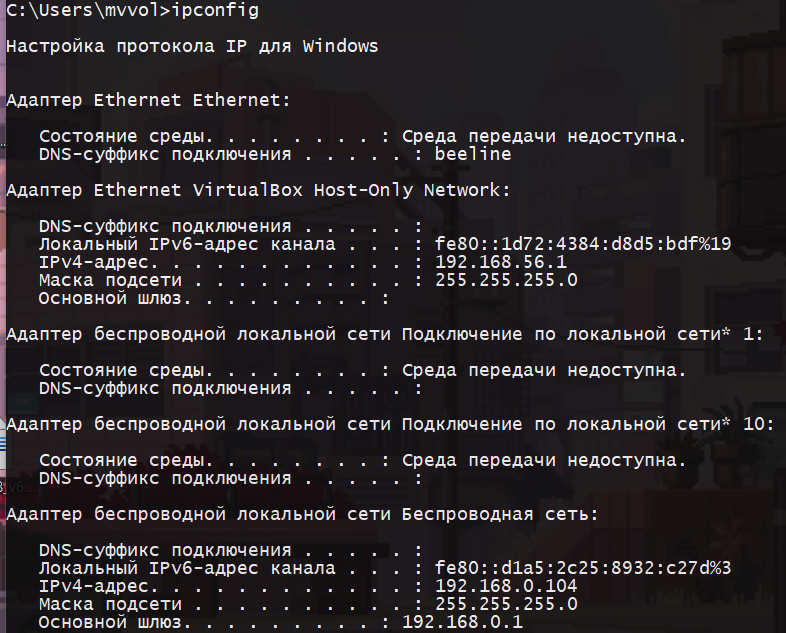 C:\Users\mvvol>ipconfig
Настройка протокола IP для Windows
Адаптер Ethernet Ethernet:
Состояние среды. . . . . . . . : Среда передачи недоступна.
DNS-суффикс подключения . . . . . : beeline
Адаптер Ethernet VirtualBox Host-Only Network:
DNS-суффикс подключения . . . . . :
Локальный IPv6-адрес канала . . . : fe80::1d72:4384:d8d5:bdf%19
IPv4-адрес. . . . . . . . . . . . : 192.168.56.1
Маска подсети . . . . . . . . . . : 255.255.255.0
Основной шлюз. . . . . . . . . :
Адаптер беспроводной локальной сети Подключение по локальной сети* 1:
Состояние среды. . . . . . . . : Среда передачи недоступна.
DNS-суффикс подключения . . . . . :
Адаптер беспроводной локальной сети Подключение по локальной сети* 10:
Состояние среды. . . . . . . . : Среда передачи недоступна.
DNS-суффикс подключения . . . . . :
Адаптер беспроводной локальной сети Беспроводная сеть:
DNS-суффикс подключения . . . . . :
Локальный IPv6-адрес канала . . . : fe80::d1a5:2c25:8932:c27d%3
IPv4-адрес. . . . . . . . . . . . : 192.168.0.104
Маска подсети . . . . . . . . . . : 255.255.255.0
Основной шлюз. . . . . . . . . : 192.168.0.1